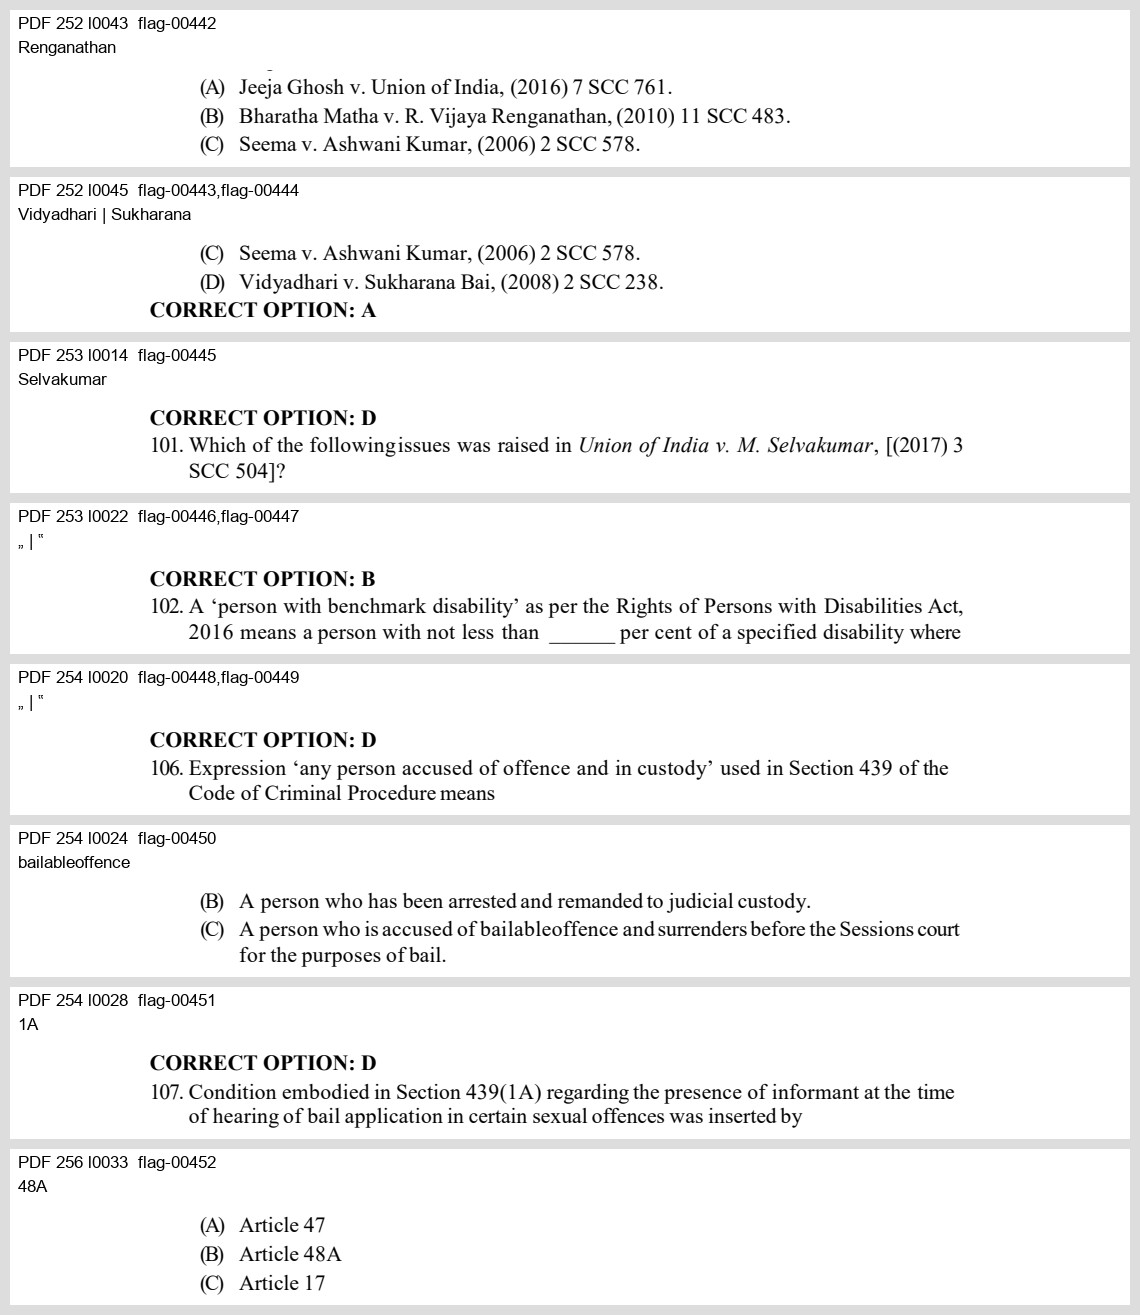 PDF 252 l0043 flag-00442
Renganathan
(A) Jeeja Ghosh v. Union of India, (2016) 7 SCC 761.
(B) Bharatha Matha v. R. Vijaya Renganathan, (2010) 11 SCC 483.
(C) Seema v. Ashwani Kumar, (2006) 2 SCC 578.
PDF 252 l0045 flag-00443,flag-00444
Vidyadhari | Sukharana
(C) Seema v. Ashwani Kumar, (2006) 2 SCC 578.
(D) Vidyadhari v. Sukharana Bai, (2008) 2 SCC 238.
CORRECT OPTION: A
PDF 253 l0014 flag-00445
Selvakumar
CORRECT OPTION: D
101. Which of the followingissues was raised in Union of India v. M. Selvakumar, [(2017) 3
SCC 504]?
PDF 253 l0022 flag-00446,flag-00447
„ | ‟
CORRECT OPTION: B
102. A ‘person with benchmark disability’ as per the Rights of Persons with Disabilities Act,
2016 means a person with not less than ______ per cent of a specified disability where
PDF 254 l0020 flag-00448,flag-00449
„ | ‟
CORRECT OPTION: D
106. Expression ‘any person accused of offence and in custody’ used in Section 439 of the
Code of Criminal Procedure means
PDF 254 l0024 flag-00450
bailableoffence
(B) A person who has been arrested and remanded to judicial custody.
(C) A person who is accused of bailableoffence and surrenders before the Sessions court
for the purposes of bail.
PDF 254 l0028 flag-00451
1A
CORRECT OPTION: D
107. Condition embodied in Section 439(1A) regarding the presence of informant at the time
of hearing of bail application in certain sexual offences was inserted by
PDF 256 l0033 flag-00452
48A
(A) Article 47
(B) Article 48A
(C) Article 17